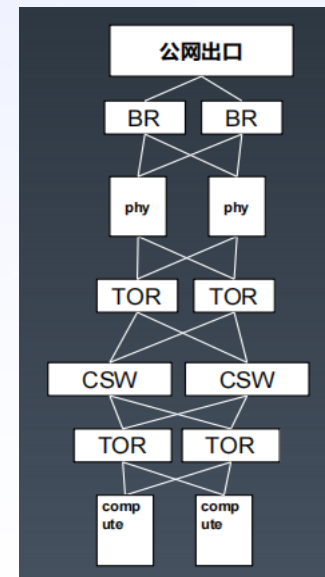 公网出口
BR BR
phy phy
TOR TOR
CSW CSW
TOR TOR
comp comp
ute ute